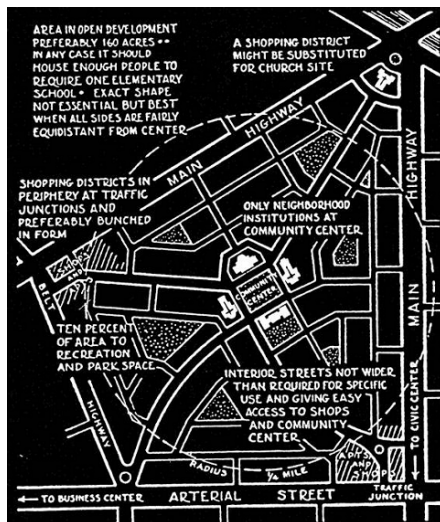 AREA IN OPEN DEVELOPMENT
PREFERABLY 160 ACRES **
IN ANY CASE IT SHOULD
HOUSE ENOUGH PEOPLE TO
REQUIRE ONE ELEMENTARY
SCHOOL * EXACT SHAPE
NOT ESSENTIAL BUT BEST
WHEN ALL SIDES ARE FAIRLY
EQUIDISTANT FROM CENTER
A SHOPPING DISTRICT
MIGHT BE SUBSTITUTED
FOR CHURCH SITE
MAIN HIGHWAY
HIGHWAY
MAIN
SHOPPING DISTRICTS IN
PERIPHERY AT TRAFFIC
JUNCTIONS AND
PREFERABLY BUNCHED
IN FORM
ONLY NEIGHBORHOOD
INSTITUTIONS AT
COMMUNITY CENTER
SHOPS
AND
BELT
HIGHWAY
COMMUNITY
CENTER
TEN PERCENT
OF AREA TO
RECREATION
AND PARK SPACE
INTERIOR STREETS NOT WIDER
THAN REQUIRED FOR SPECIFIC
USE AND GIVING EASY
ACCESS TO SHOPS
AND COMMUNITY
CENTER
TO CIVIC CENTER
RADIUS 1/4 MILE
APTS
AND
SHOPS
TO BUSINESS CENTER
ARTERIAL STREET
TRAFFIC
JUNCTION